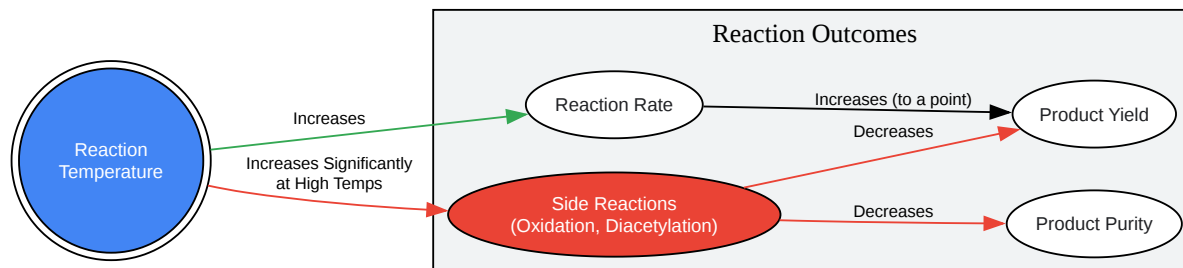 Reaction Outcomes
Reaction
Temperature
Increases
Increases Significantly
at High Temps
Reaction Rate
Side Reactions
(Oxidation, Diacetylation)
Increases (to a point)
Decreases
Decreases
Product Yield
Product Purity